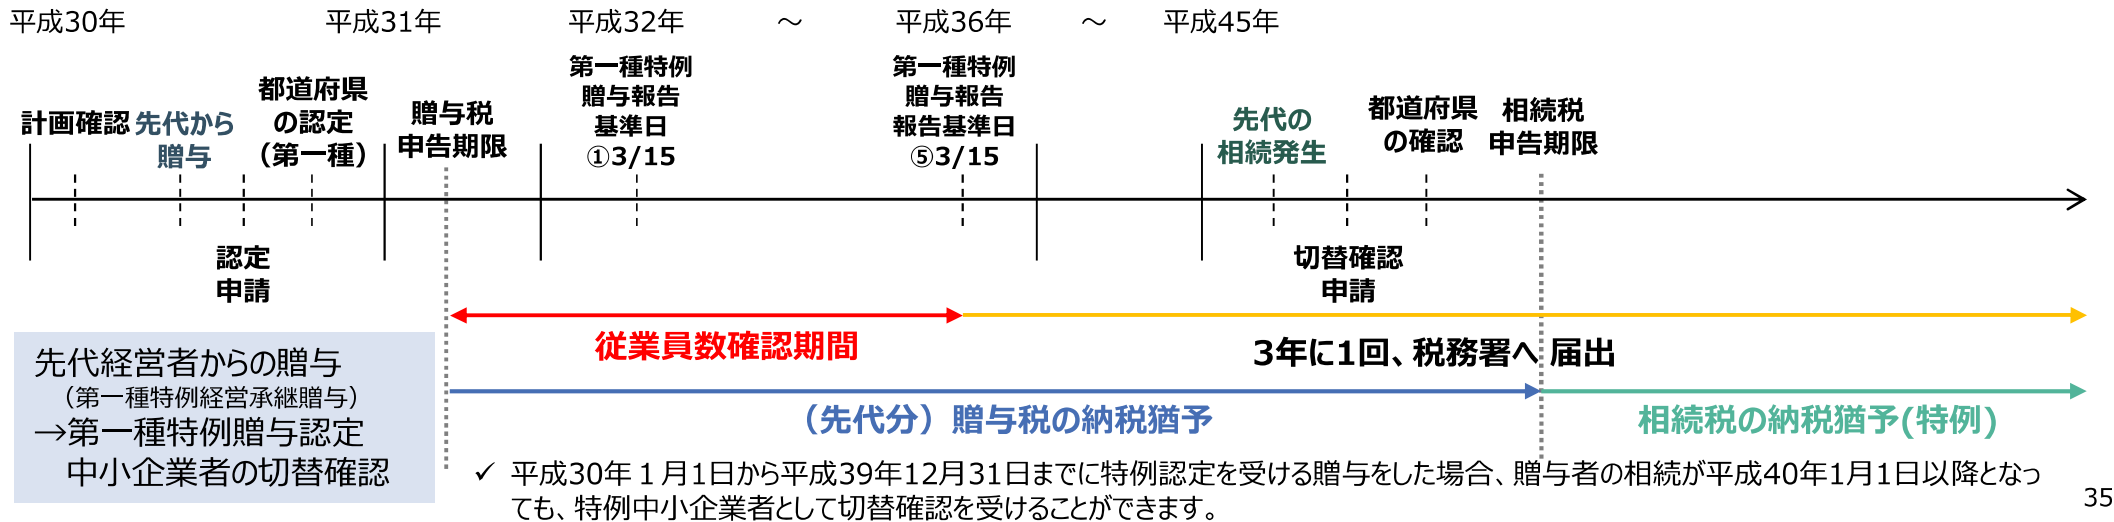 平成30年
平成31年
平成32年
～
平成36年
～
平成45年
計画確認
先代から
贈与
都道府県
の認定
（第一種）
贈与税
申告期限
第一種特例
贈与報告
基準日
①3/15
第一種特例
贈与報告
報告基準日
⑤3/15
先代の
相続発生
都道府県
の確認
相続税
申告期限
認定
申請
切替確認
申請
従業員数確認期間
3年に1回、税務署へ 届出
（先代分）贈与税の納税猶予
相続税の納税猶予(特例)
先代経営者からの贈与
（第一種特例経営承継贈与）
→第一種特例贈与認定
中小企業者の切替確認
✓ 平成30年１月1日から平成39年12月31日までに特例認定を受ける贈与をした場合、贈与者の相続が平成40年1月1日以降となっ
ても、特例中小企業者として切替確認を受けることができます。
35